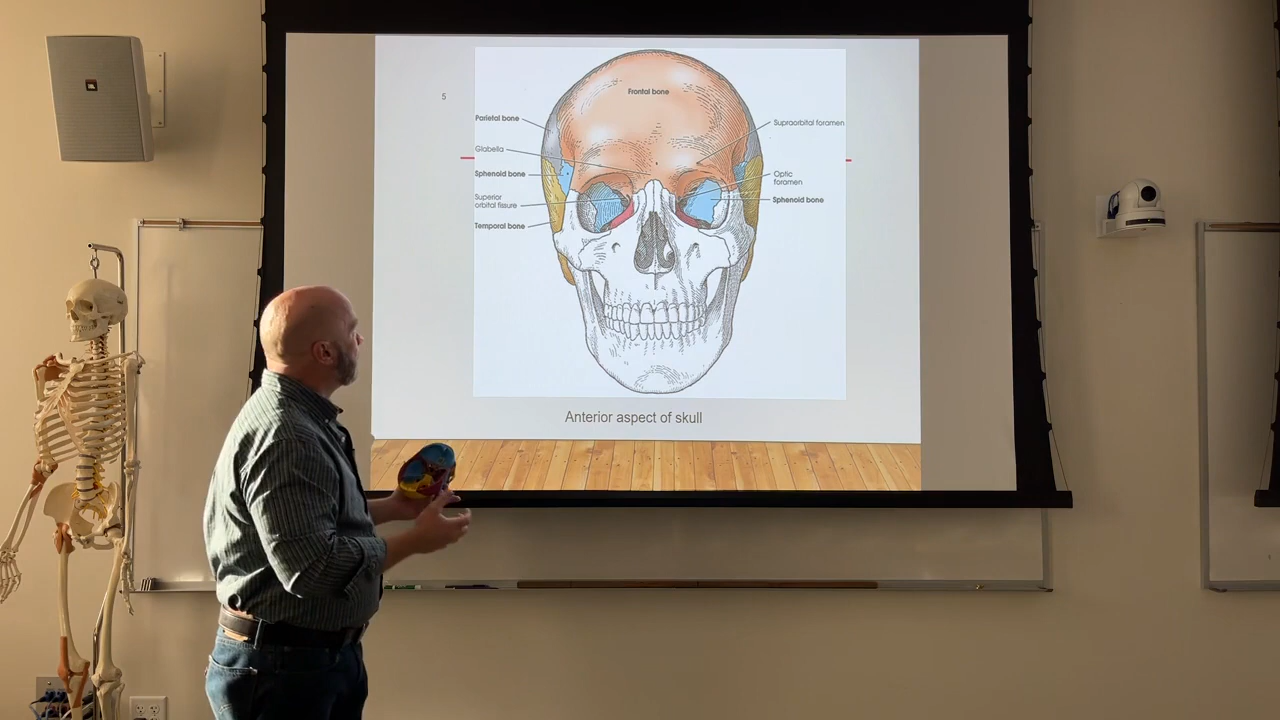 5
Frontal bone
Parietal bone
Supraorbital foramen
Glabella
Sphenoid bone
Optic
foramen
Superior
orbital fissure
Sphenoid bone
Temporal bone
Anterior aspect of skull
JBL